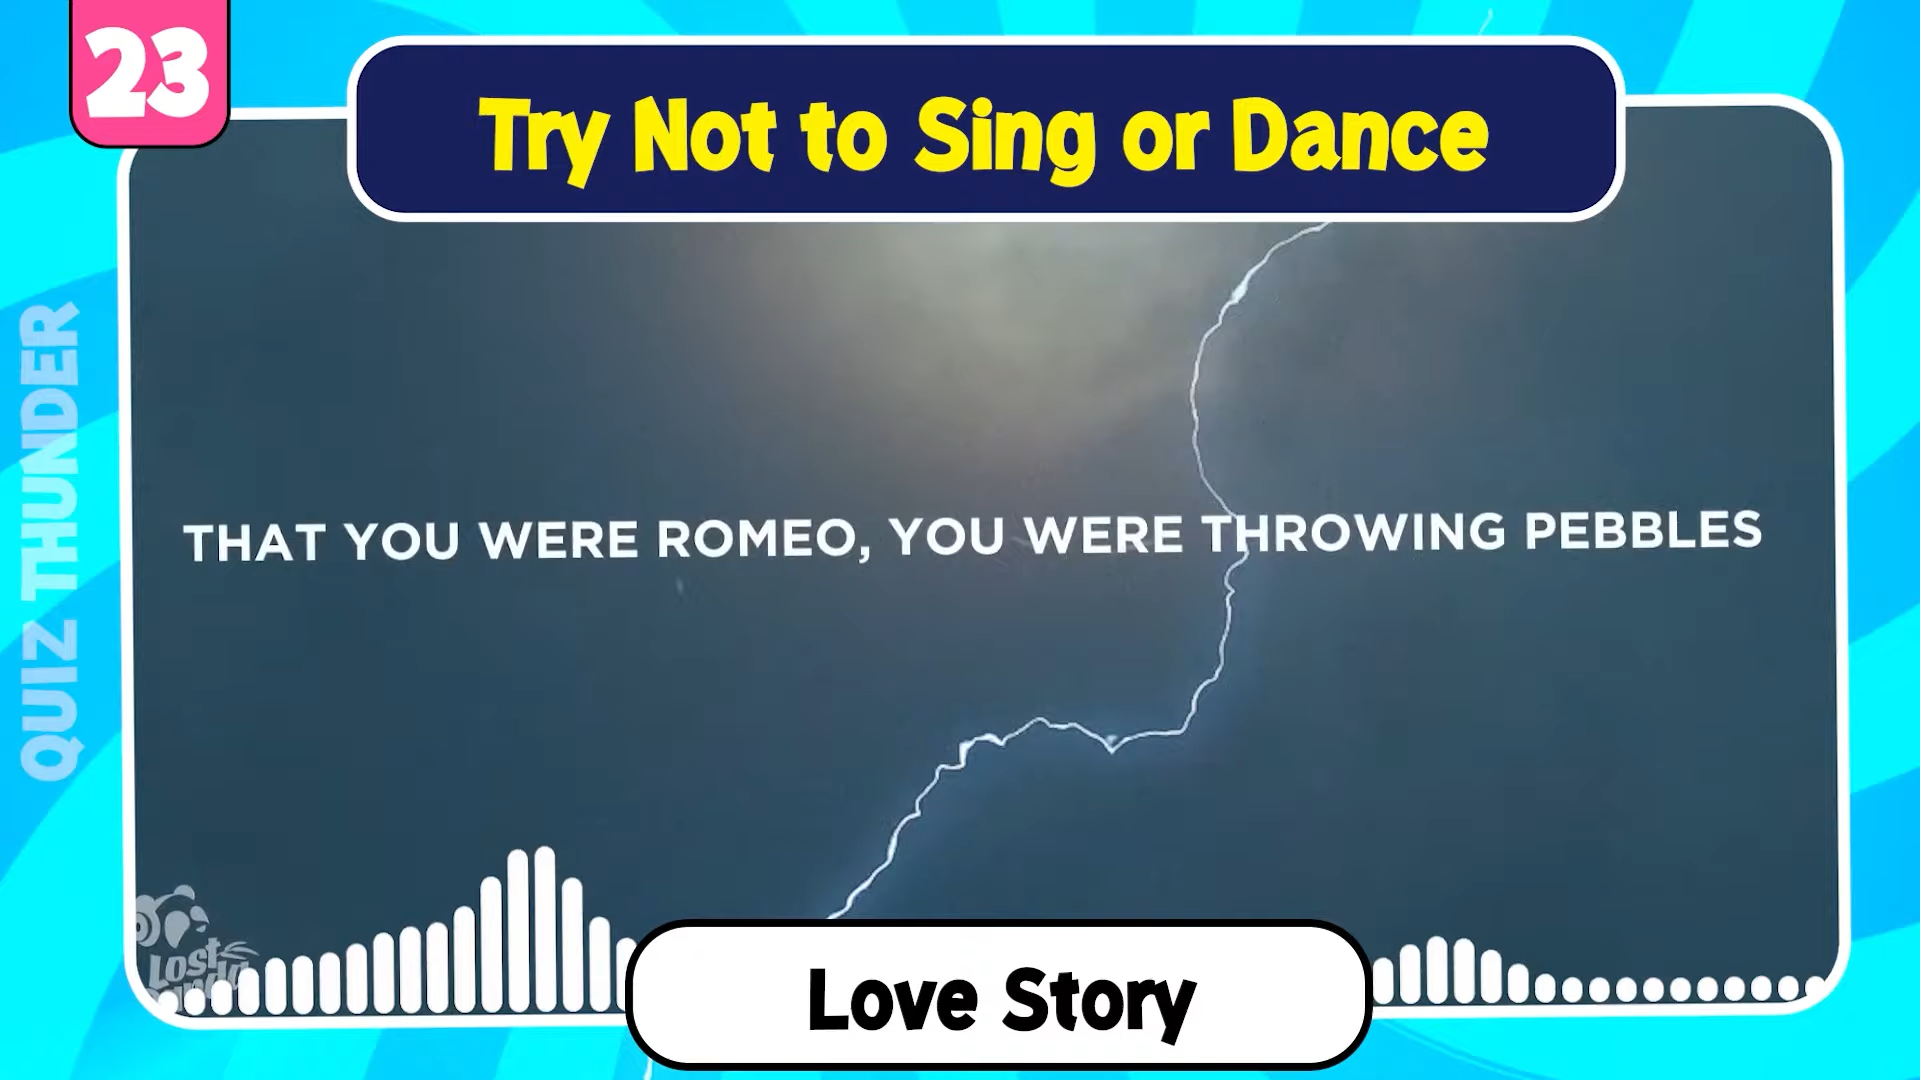 23
Try Not to Sing or Dance
QUIZ THUNDER
THAT YOU WERE ROMEO, YOU WERE THROWING PEBBLES
Lost
Love Story